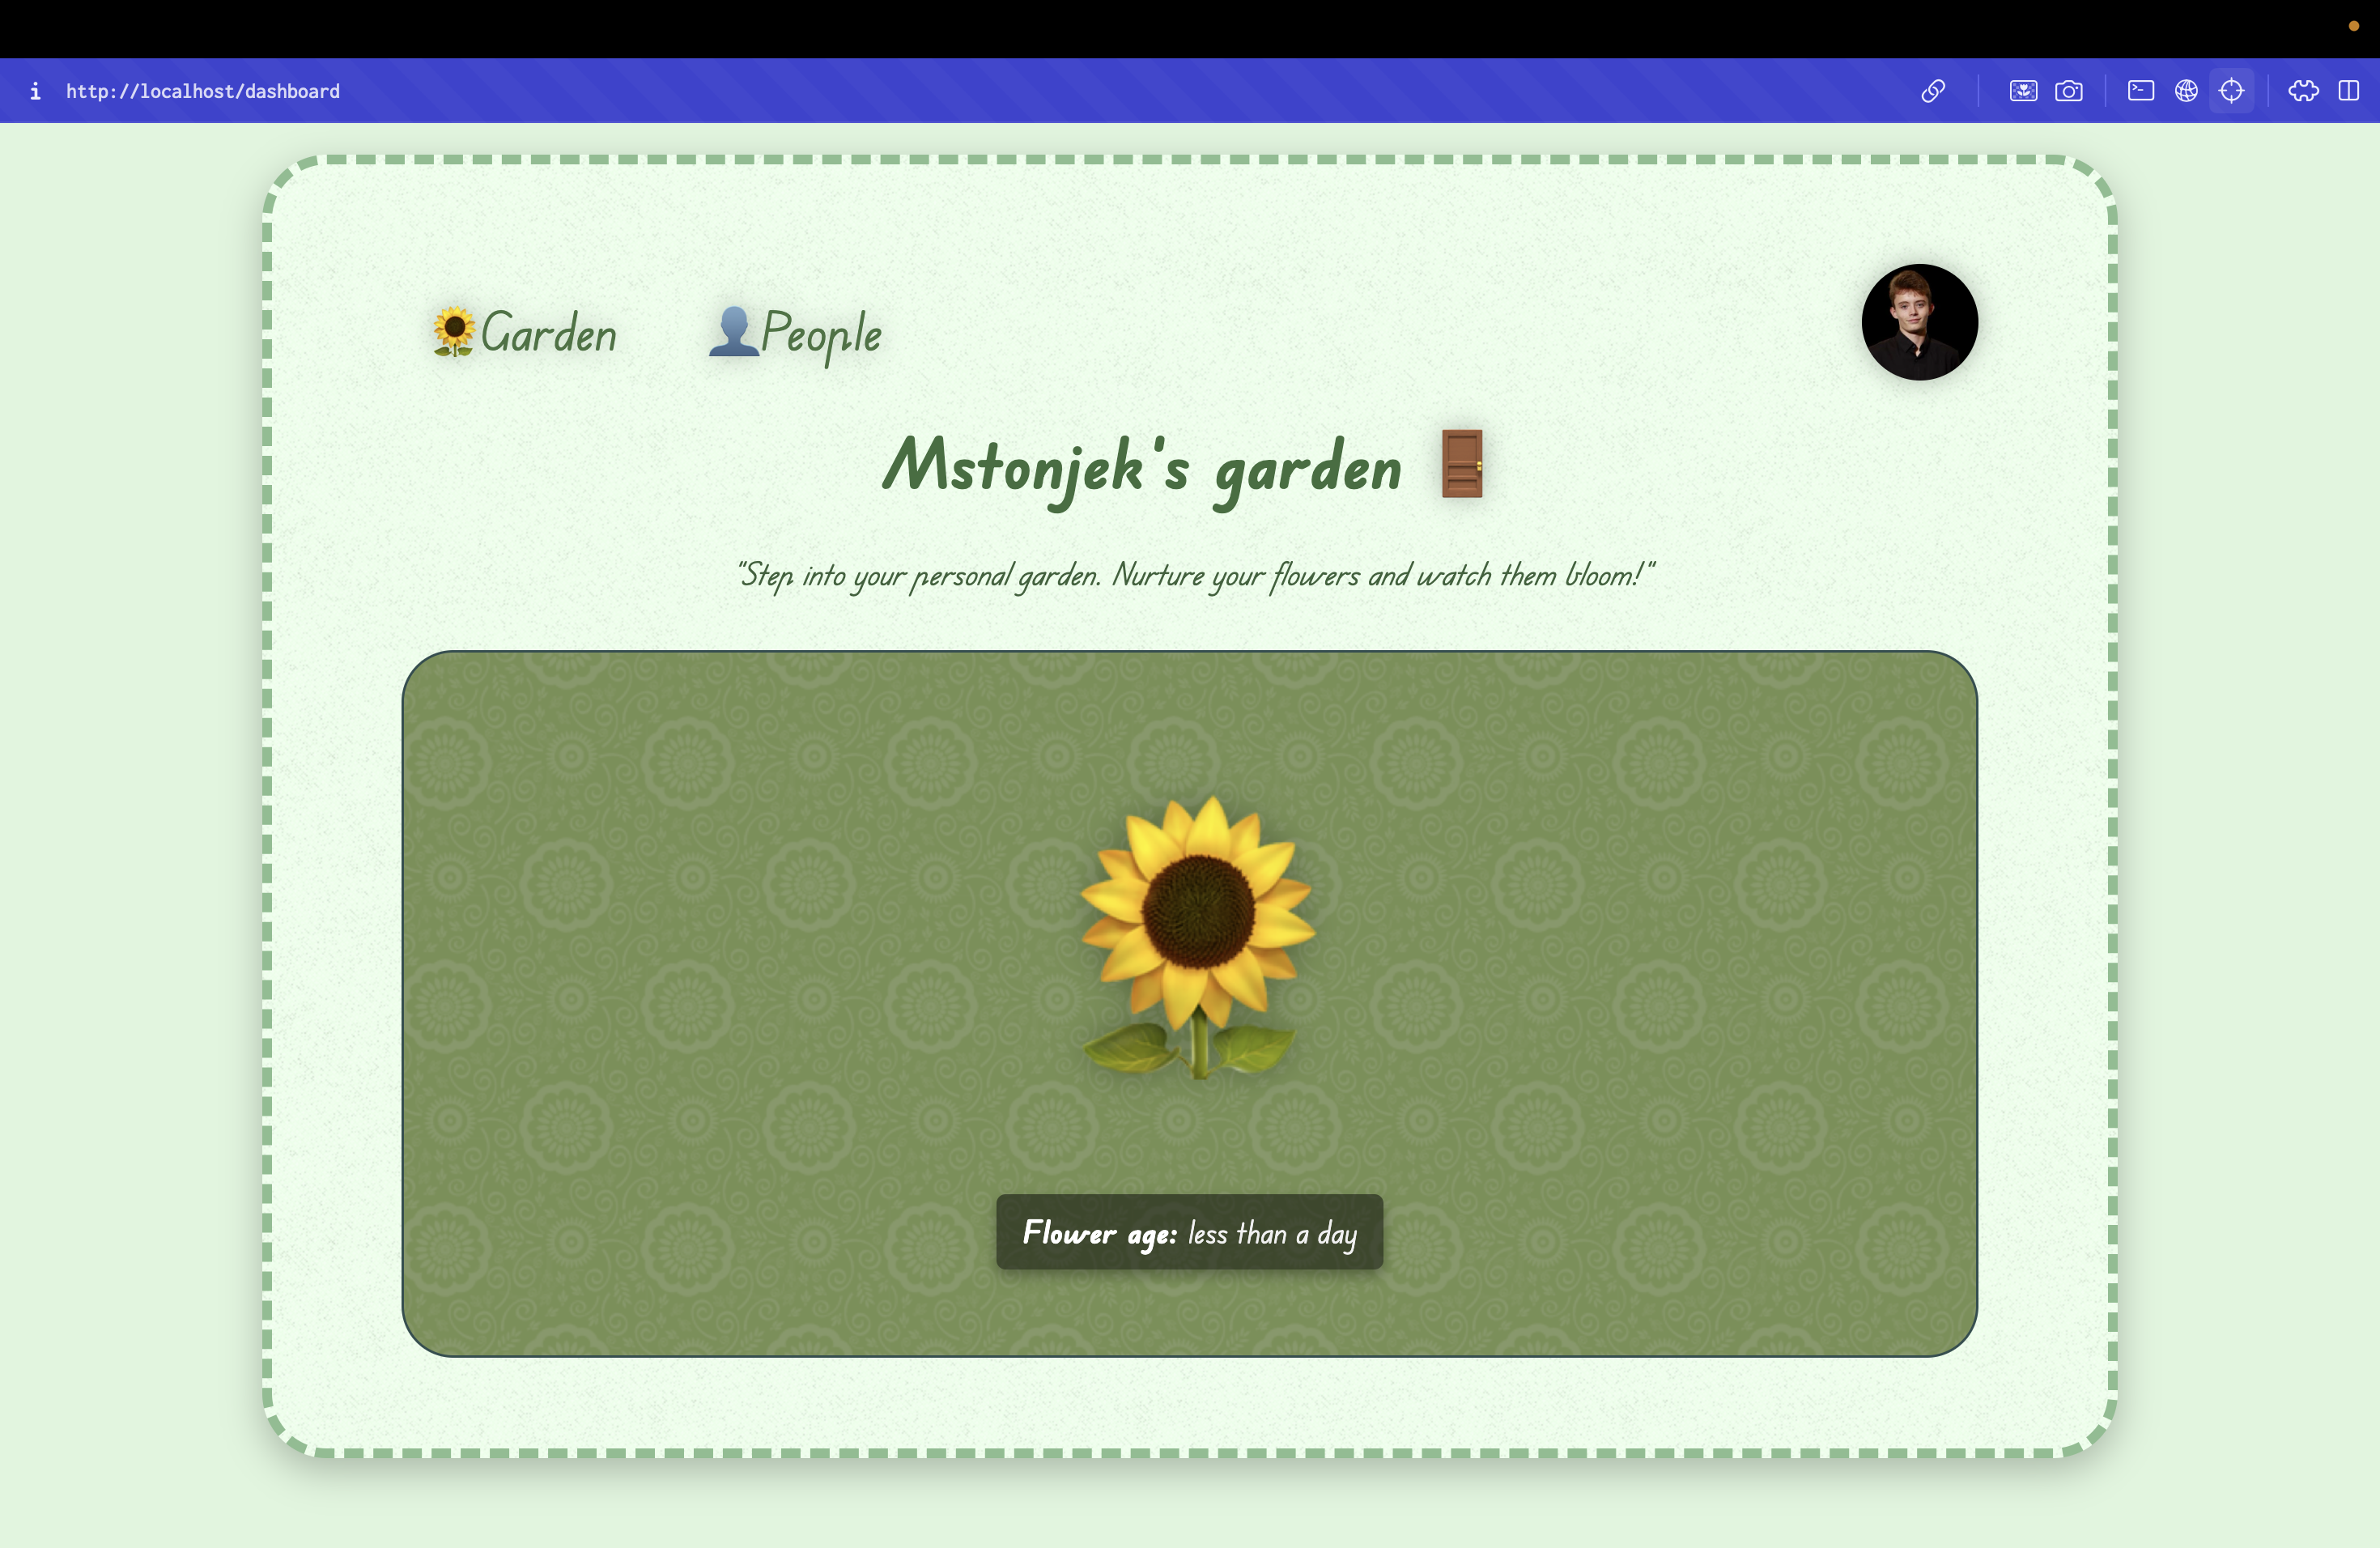 http://localhost/dashboard
Garden
People
Mstonjek's garden
"Step into your personal garden. Nurture your flowers and watch them bloom!"
Flower age: less than a day